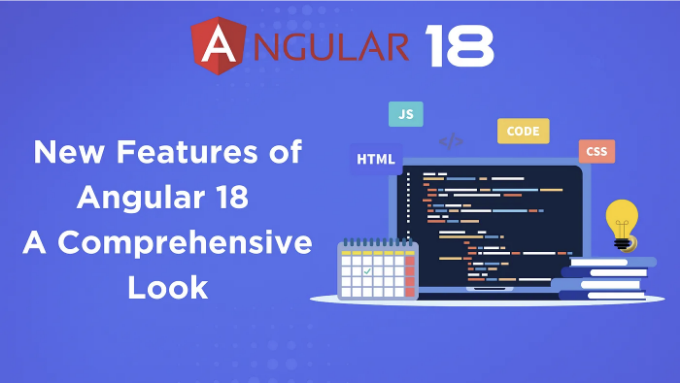 ANGULAR 18
New Features of
Angular 18
A Comprehensive
Look
JS
</>
CODE
HTML
CSS